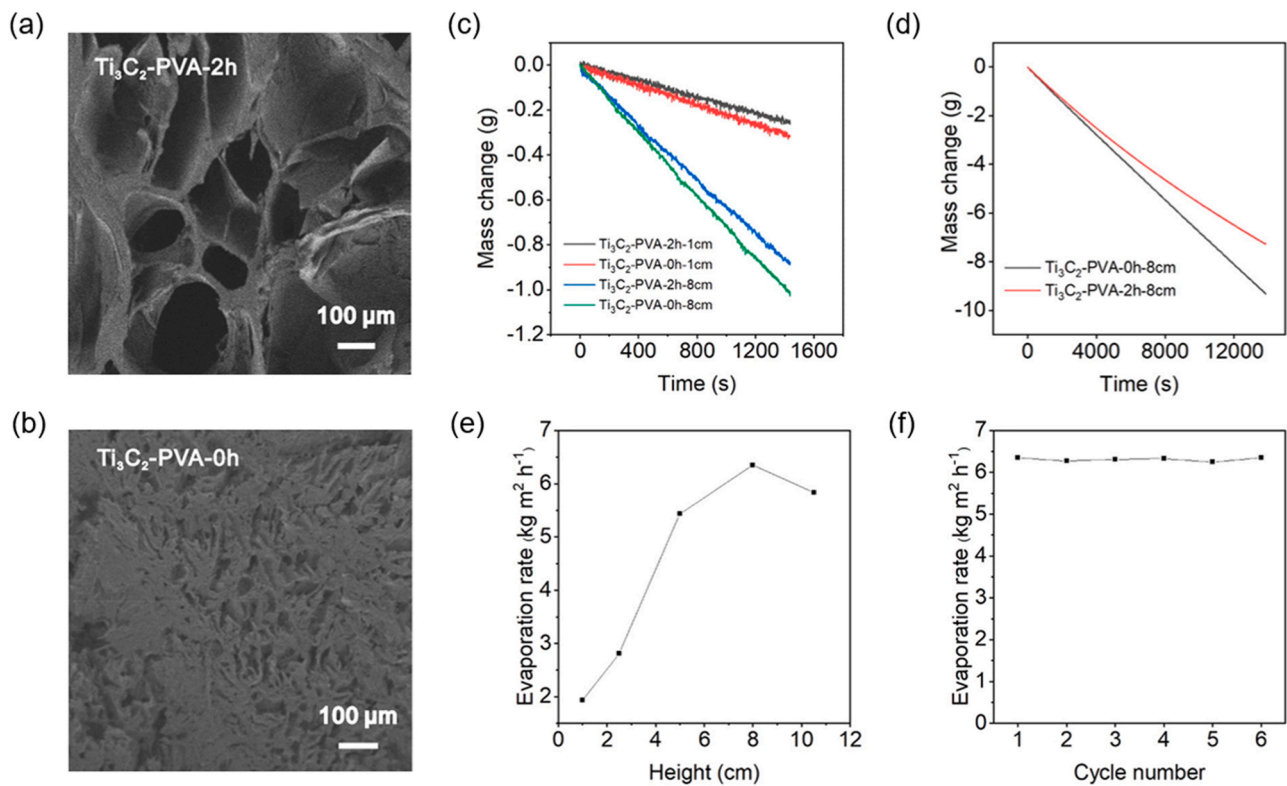 (a)
Ti₃C₂-PVA-2h
100 µm
(b)
Ti₃C₂-PVA-0h
100 µm
(c)
0.0
-0.2
-0.4
-0.6
-0.8
-1.0
-1.2
Mass change (g)
Ti₃C₂-PVA-2h-1cm
Ti₃C₂-PVA-0h-1cm
Ti₃C₂-PVA-2h-8cm
Ti₃C₂-PVA-0h-8cm
0 400 800 1200 1600
Time (s)
(d)
0
-2
-4
-6
-8
-10
Mass change (g)
Ti₃C₂-PVA-0h-8cm
Ti₃C₂-PVA-2h-8cm
0 4000 8000 12000
Time (s)
(e)
7
6
5
4
3
2
Evaporation rate (kg m² h⁻¹)
0 2 4 6 8 10 12
Height (cm)
(f)
7
6
5
4
3
2
1
0
Evaporation rate (kg m² h⁻¹)
1 2 3 4 5 6
Cycle number